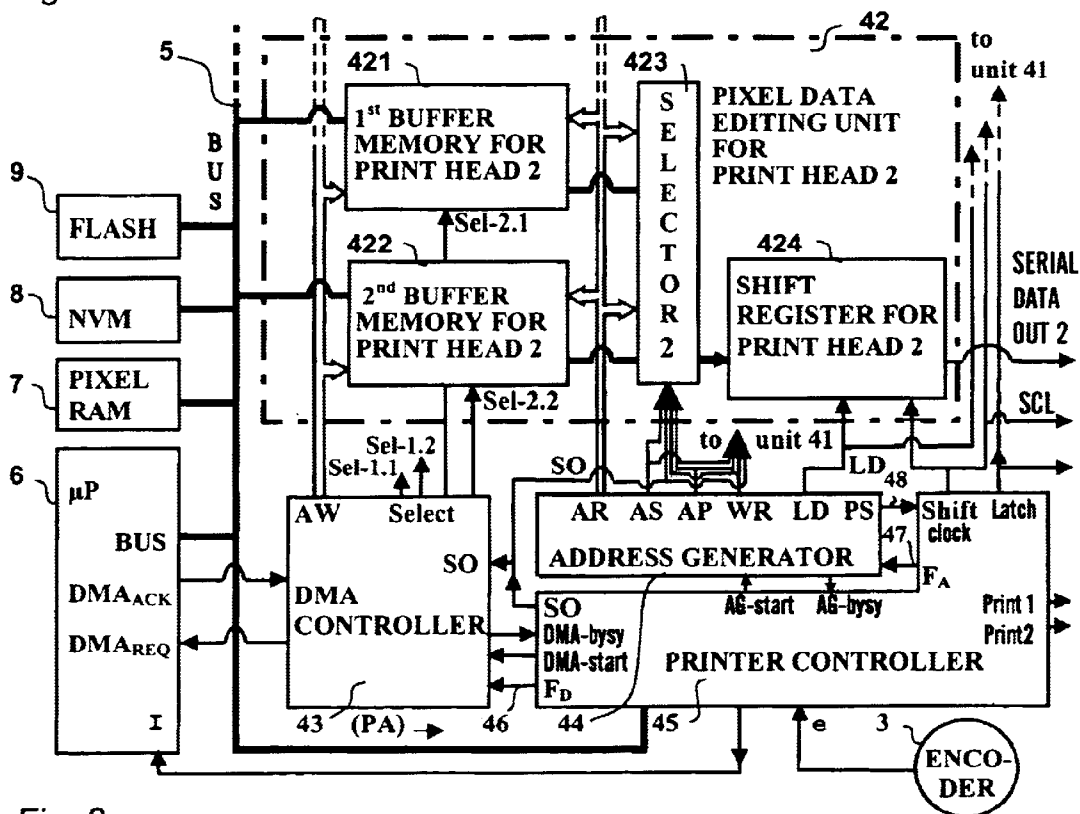 42
to
unit 41
5
421
423
1st BUFFER
MEMORY FOR
PRINT HEAD 2
SELECTOR 2
PIXEL DATA
EDITING UNIT
FOR
PRINT HEAD 2
BUS
9
FLASH
Sel-2.1
422
424
2nd BUFFER
MEMORY FOR
PRINT HEAD 2
SHIFT
REGISTER FOR
PRINT HEAD 2
SERIAL
DATA
OUT 2
8
NVM
7
PIXEL
RAM
Sel-2.2
SCL
Sel-1.2
Sel-1.1
to unit 41
SO
LD
48
6
µP
BUS
DMAACK
DMAREQ
I
AW Select
SO
DMA
CONTROLLER
AR AS AP WR LD PS
ADDRESS GENERATOR
Shift
clock
Latch
47
FA
AG-start
AG-bysy
SO
DMA-bysy
DMA-start
FD
PRINTER CONTROLLER
Print 1
Print2
43 (PA)
46
44
45
e
3
ENCO-
DER